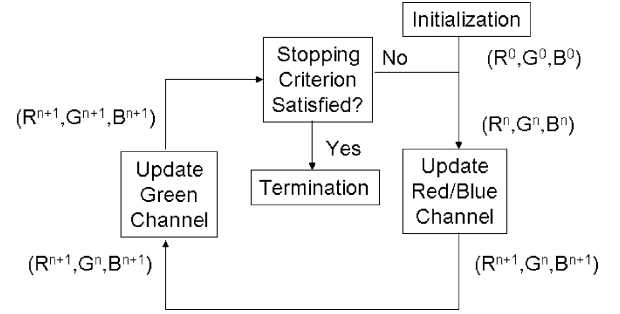 Initialization
(R⁰,G⁰,B⁰)
Stopping
Criterion
Satisfied?
No
Yes
Termination
(Rⁿ,Gⁿ,Bⁿ)
Update
Red/Blue
Channel
(Rⁿ⁺¹,Gⁿ,Bⁿ⁺¹)
(Rⁿ⁺¹,Gⁿ,Bⁿ⁺¹)
Update
Green
Channel
(Rⁿ⁺¹,Gⁿ⁺¹,Bⁿ⁺¹)